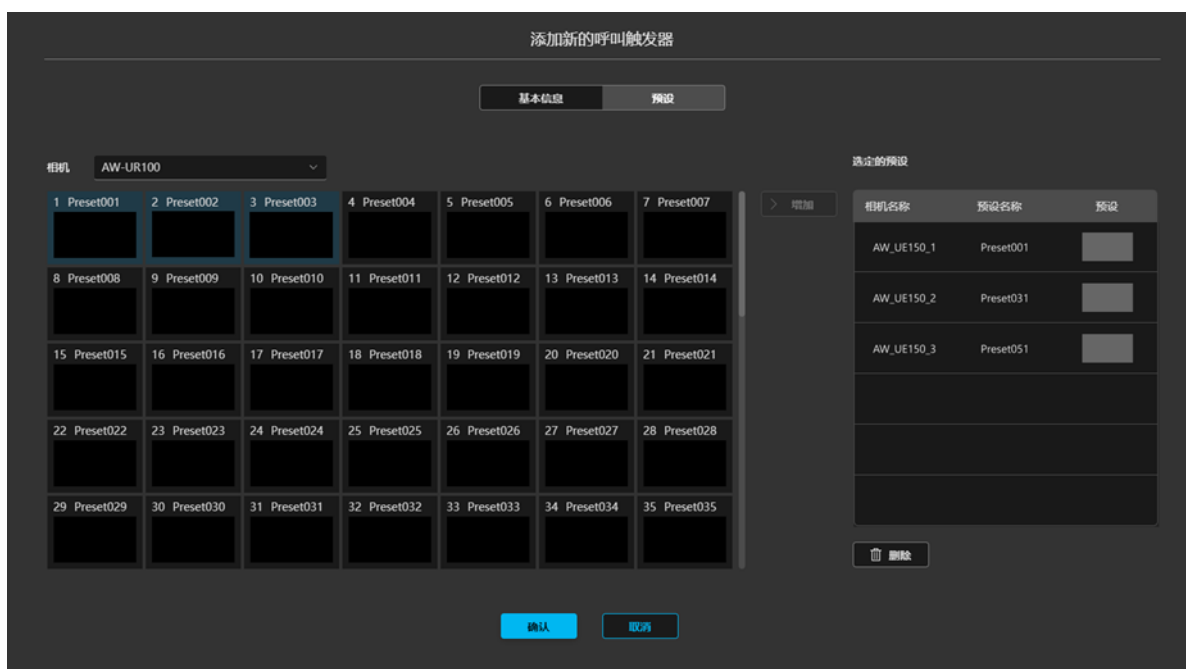 添加新的呼叫触发器
基本信息 预设
相机 AW-UR100
选定的预设
1 Preset001 2 Preset002 3 Preset003 4 Preset004 5 Preset005 6 Preset006 7 Preset007
> 增加
相机名称 预设名称 预设
AW_UE150_1 Preset001
8 Preset008 9 Preset009 10 Preset010 11 Preset011 12 Preset012 13 Preset013 14 Preset014
AW_UE150_2 Preset031
15 Preset015 16 Preset016 17 Preset017 18 Preset018 19 Preset019 20 Preset020 21 Preset021
AW_UE150_3 Preset051
22 Preset022 23 Preset023 24 Preset024 25 Preset025 26 Preset026 27 Preset027 28 Preset028
29 Preset029 30 Preset030 31 Preset031 32 Preset032 33 Preset033 34 Preset034 35 Preset035
删除
确认 取消